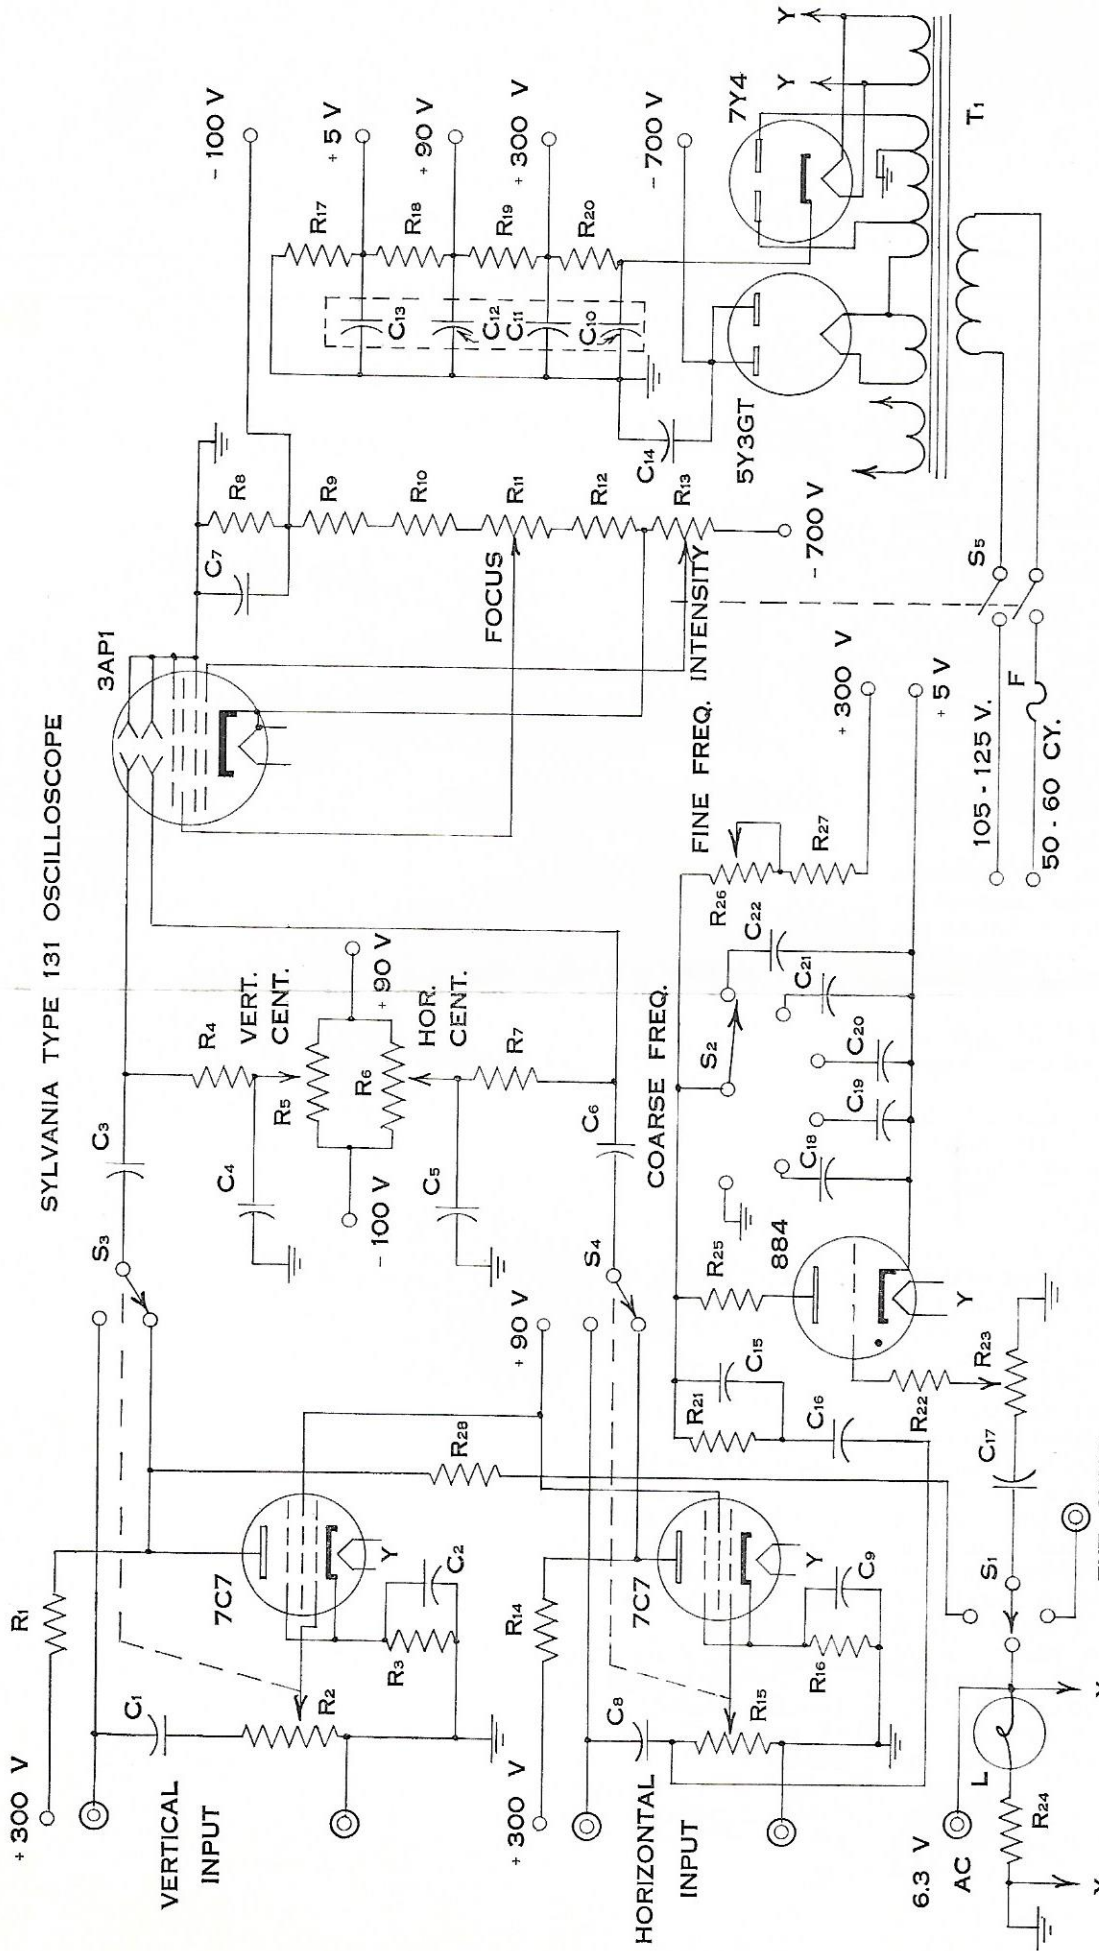 SYLVANIA TYPE 131 OSCILLOSCOPE
+300 V
R1
VERTICAL
INPUT
C1
R2
7C7
Y
R3
C2
R28
S3
C3
R4
VERT.
CENT.
C4
R5
-100 V
+90 V
R6
HOR.
CENT.
C5
R7
S4
C6
3AP1
C7
R8
R9
R10
R11
FOCUS
R12
R13
INTENSITY
-700 V
-100 V
R17
+5 V
C13
R18
+90 V
C12
R19
C11
+300 V
R20
C10
C14
-700 V
5Y3GT
7Y4
Y
Y
T1
+300 V
R14
HORIZONTAL
INPUT
C8
R15
7C7
Y
R16
C9
+90 V
COARSE FREQ.
R21
C15
C16
R25
884
Y
R22
R23
C17
C18
C19
C20
C21
C22
S2
FINE FREQ.
R26
R27
+300 V
+5 V
6.3 V
AC
L
R24
S1
105-125 V.
50-60 CY.
F
S5